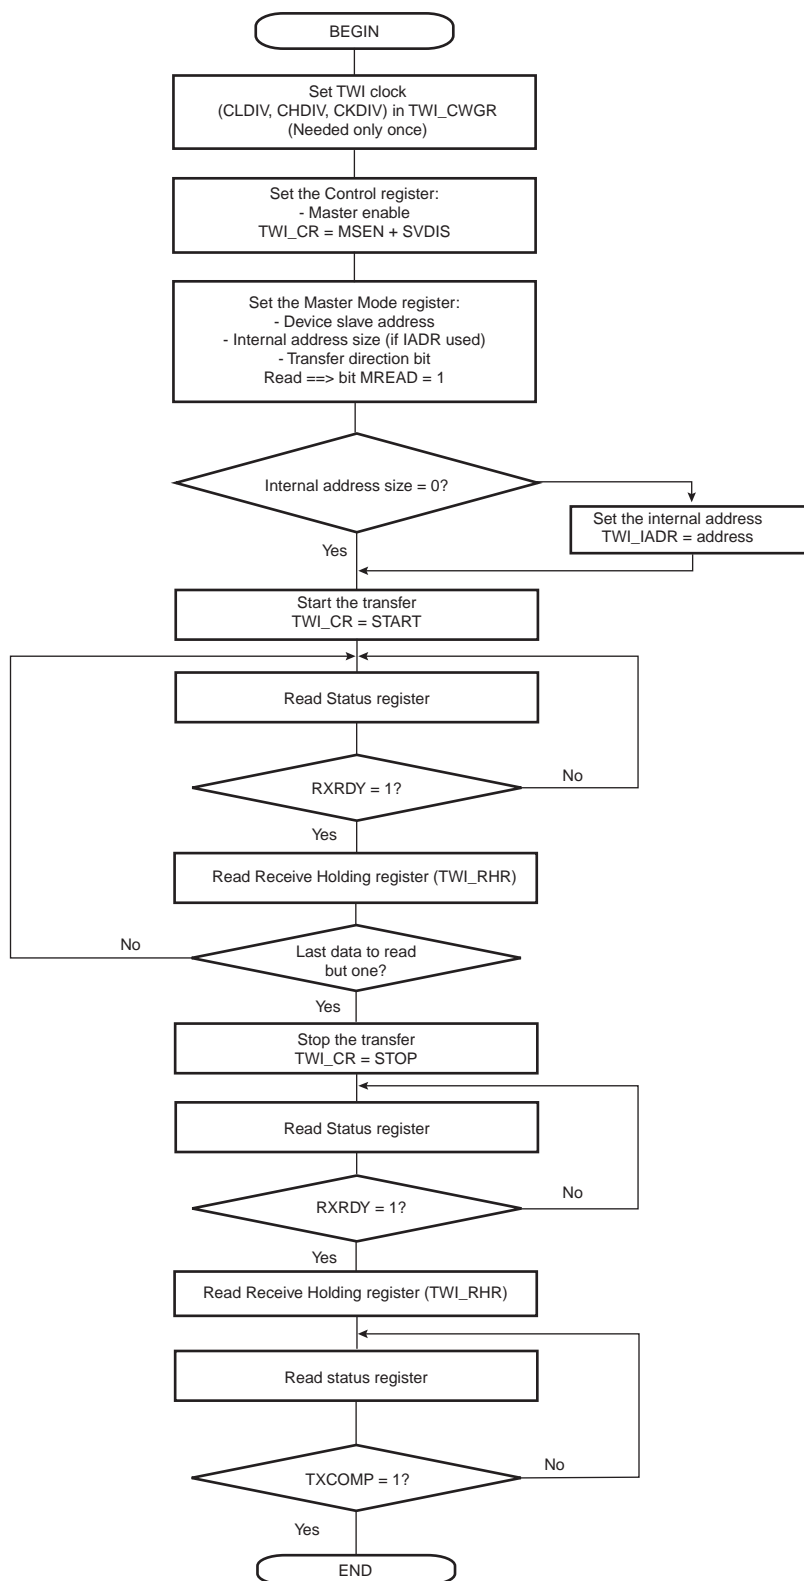 BEGIN
Set TWI clock
(CLDIV, CHDIV, CKDIV) in TWI_CWGR
(Needed only once)
Set the Control register:
- Master enable
TWI_CR = MSEN + SVDIS
Set the Master Mode register:
- Device slave address
- Internal address size (if IADR used)
- Transfer direction bit
Read ==> bit MREAD = 1
Internal address size = 0?
Set the internal address
TWI_IADR = address
Yes
Start the transfer
TWI_CR = START
Read Status register
RXRDY = 1?
No
Yes
Read Receive Holding register (TWI_RHR)
No
Last data to read
but one?
Yes
Stop the transfer
TWI_CR = STOP
Read Status register
RXRDY = 1?
No
Yes
Read Receive Holding register (TWI_RHR)
Read status register
TXCOMP = 1?
No
Yes
END